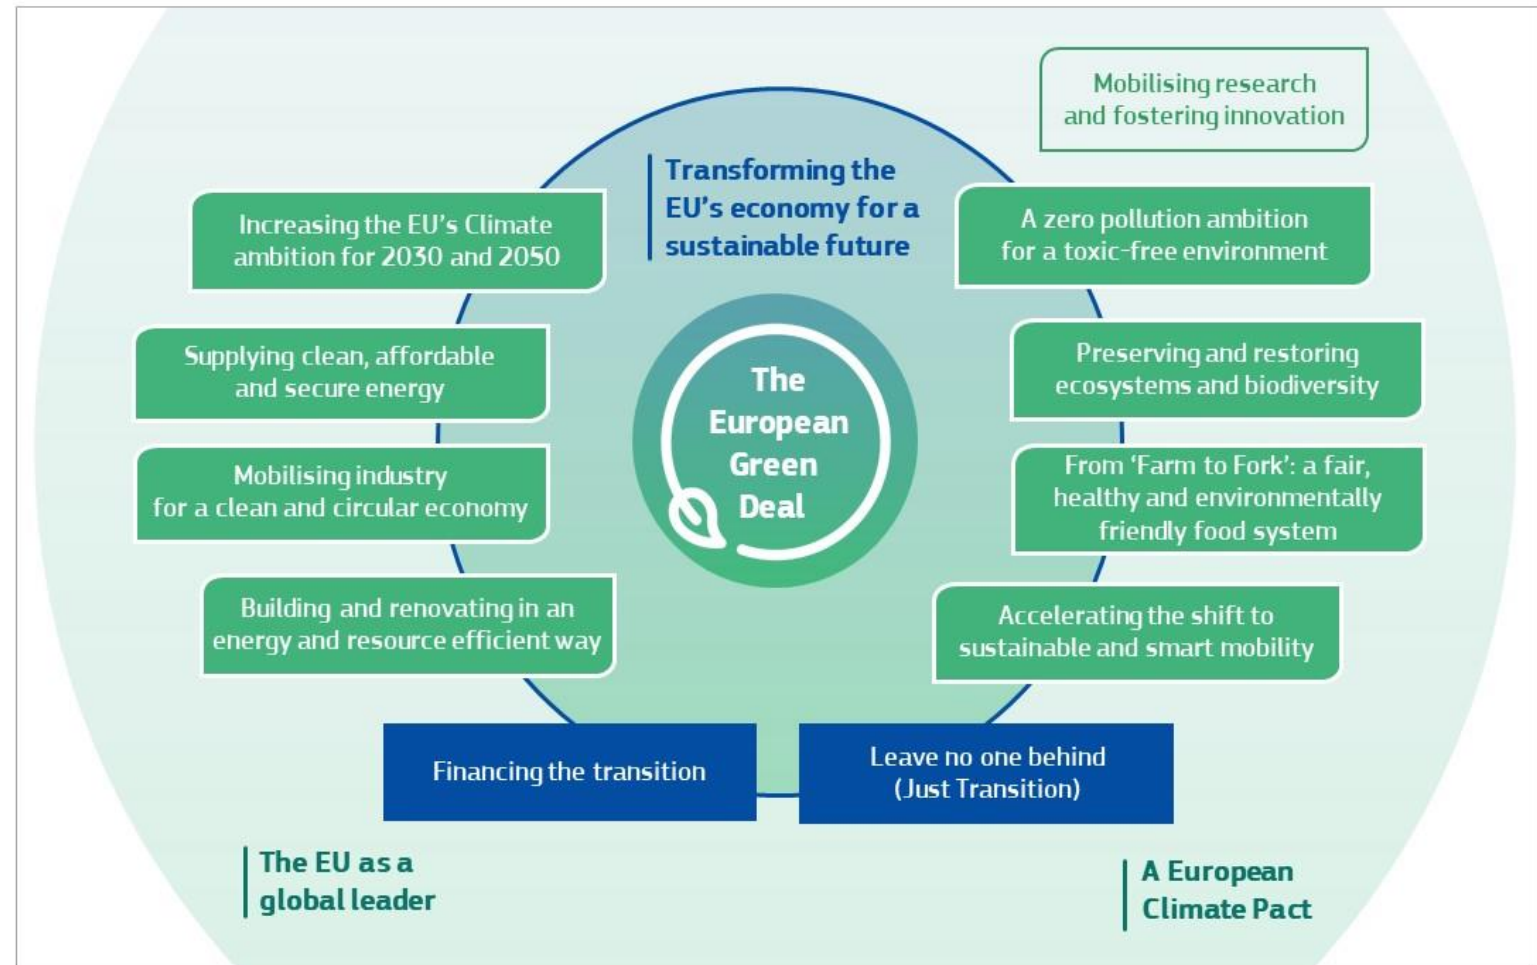 Mobilising research
and fostering innovation
Transforming the
EU's economy for a
sustainable future
Increasing the EU's Climate
ambition for 2030 and 2050
A zero pollution ambition
for a toxic-free environment
Supplying clean, affordable
and secure energy
Preserving and restoring
ecosystems and biodiversity
The
European
Green
Deal
Mobilising industry
for a clean and circular economy
From ‘Farm to Fork’: a fair,
healthy and environmentally
friendly food system
Building and renovating in an
energy and resource efficient way
Accelerating the shift to
sustainable and smart mobility
Financing the transition
Leave no one behind
(Just Transition)
The EU as a
global leader
A European
Climate Pact